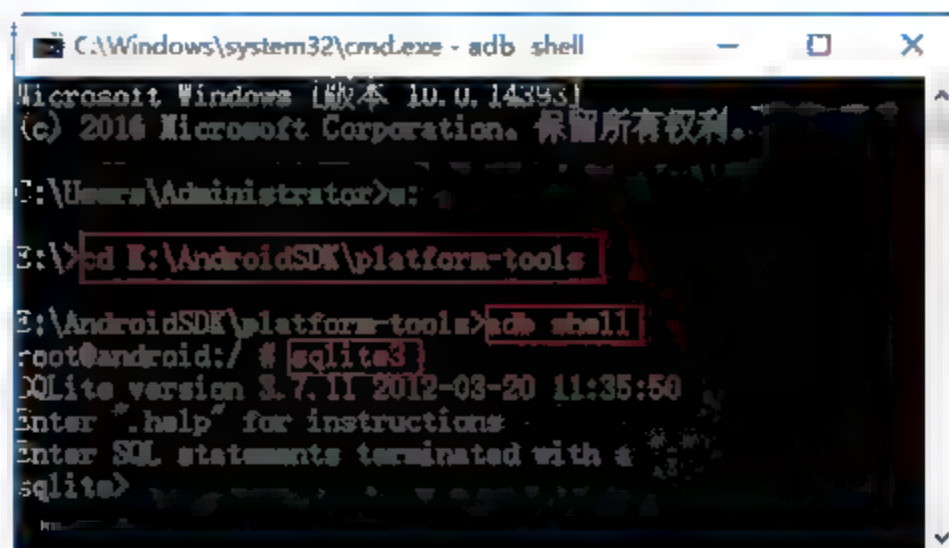 C:\Windows\system32\cmd.exe - adb shell
Microsoft Windows [版本 10.0.14393]
(c) 2016 Microsoft Corporation。保留所有权利。
C:\Users\Administrator>e:
E:\>cd E:\AndroidSDK\platform-tools
E:\AndroidSDK\platform-tools>adb shell
root@android:/ # sqlite3
SQLite version 3.7.11 2012-03-20 11:35:50
Enter ".help" for instructions
Enter SQL statements terminated with a
sqlite>